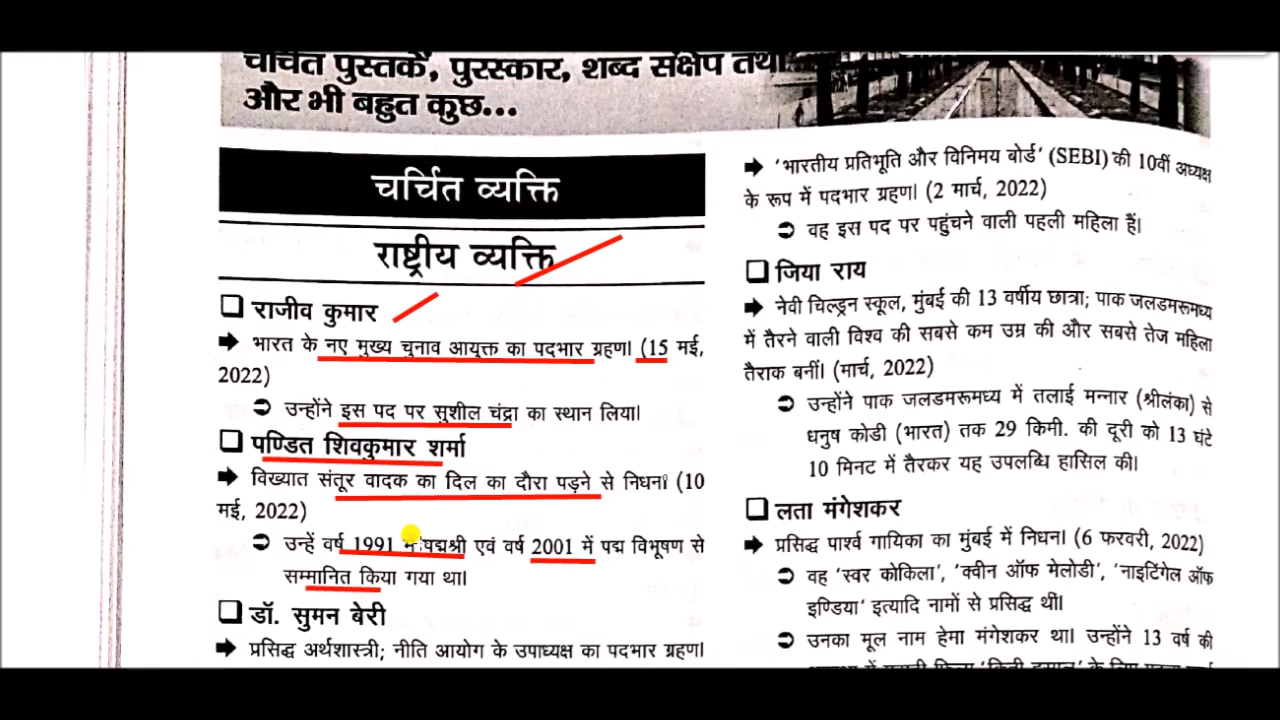 चर्चित पुस्तकें, पुरस्कार, शब्द संक्षेप तथा
और भी बहुत कुछ...
चर्चित व्यक्ति
राष्ट्रीय व्यक्ति
राजीव कुमार
भारत के नए मुख्य चुनाव आयुक्त का पदभार ग्रहण। (15 मई,
2022)
उन्होंने इस पद पर सुशील चंद्रा का स्थान लिया।
पण्डित शिवकुमार शर्मा
विख्यात संतूर वादक का दिल का दौरा पड़ने से निधन। (10
मई, 2022)
उन्हें वर्ष 1991 में पद्मश्री एवं वर्ष 2001 में पद्म विभूषण से
सम्मानित किया गया था।
डॉ. सुमन बेरी
प्रसिद्ध अर्थशास्त्री; नीति आयोग के उपाध्यक्ष का पदभार ग्रहण।
'भारतीय प्रतिभूति और विनिमय बोर्ड' (SEBI) की 10वीं अध्यक्ष
के रूप में पदभार ग्रहण। (2 मार्च, 2022)
वह इस पद पर पहुंचने वाली पहली महिला हैं।
जिया राय
नेवी चिल्ड्रन स्कूल, मुंबई की 13 वर्षीय छात्रा; पाक जलडमरूमध्य
में तैरने वाली विश्व की सबसे कम उम्र की और सबसे तेज महिला
तैराक बनीं। (मार्च, 2022)
उन्होंने पाक जलडमरूमध्य में तलाई मन्नार (श्रीलंका) से
धनुष कोडी (भारत) तक 29 किमी. की दूरी को 13 घंटे
10 मिनट में तैरकर यह उपलब्धि हासिल की।
लता मंगेशकर
प्रसिद्ध पार्श्व गायिका का मुंबई में निधन। (6 फरवरी, 2022)
वह 'स्वर कोकिला', 'क्वीन ऑफ मेलोडी', 'नाइटिंगेल ऑफ
इण्डिया' इत्यादि नामों से प्रसिद्ध थीं।
उनका मूल नाम हेमा मंगेशकर था। उन्होंने 13 वर्ष की